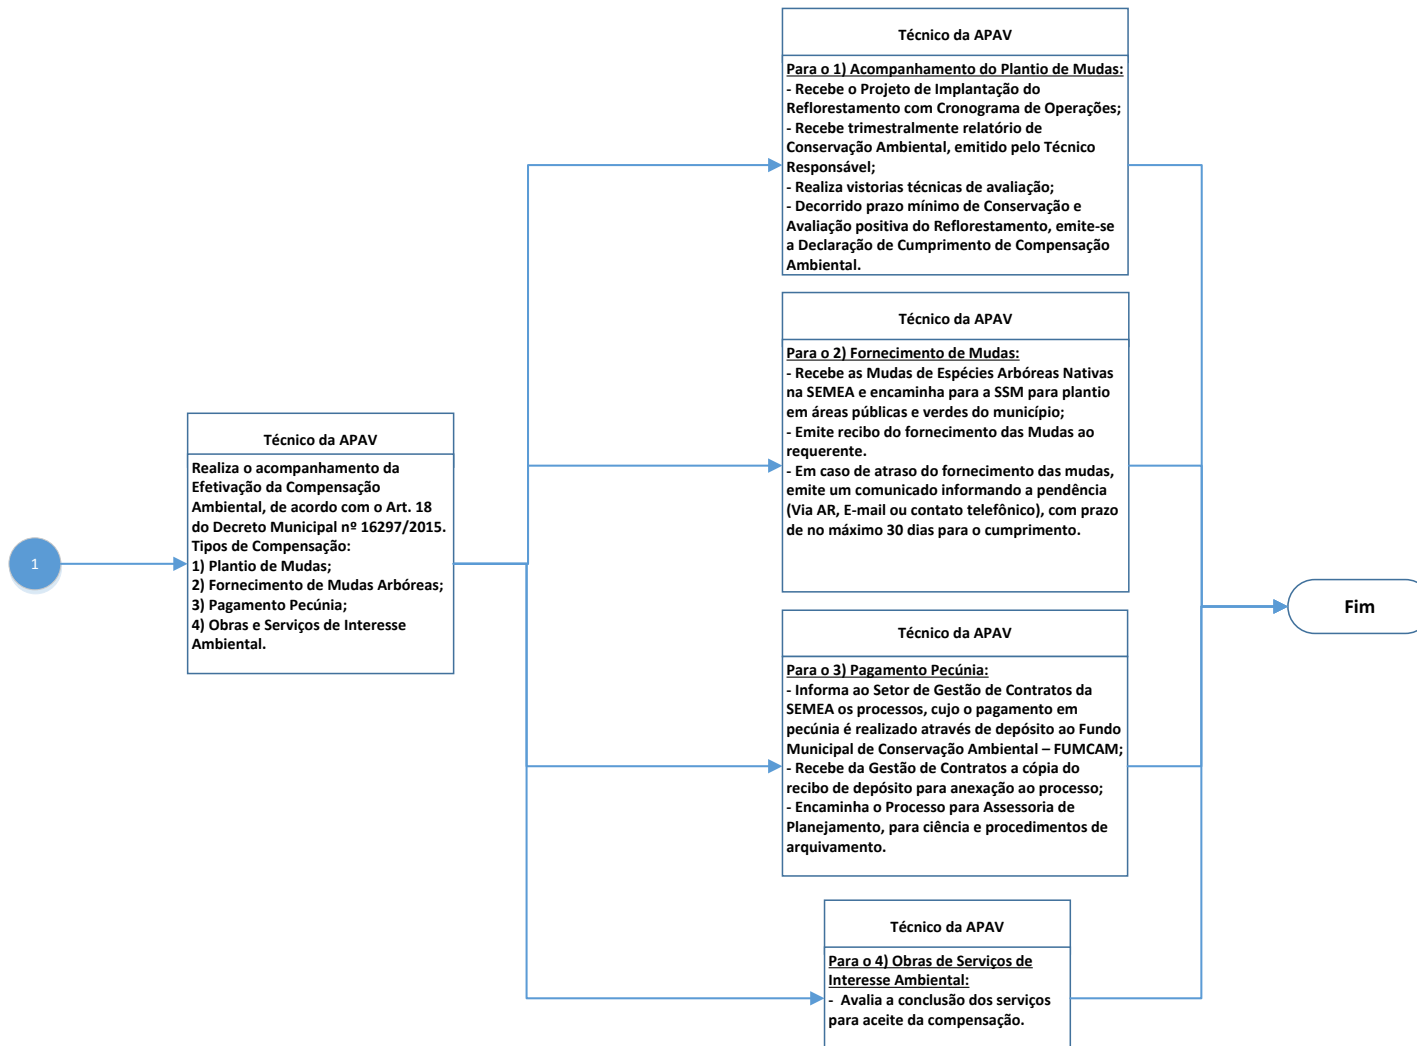 1
Técnico da APAV
Realiza o acompanhamento da
Efetivação da Compensação
Ambiental, de acordo com o Art. 18
do Decreto Municipal nº 16297/2015.
Tipos de Compensação:
1) Plantio de Mudas;
2) Fornecimento de Mudas Arbóreas;
3) Pagamento Pecúnia;
4) Obras e Serviços de Interesse
Ambiental.
Técnico da APAV
Para o 1) Acompanhamento do Plantio de Mudas:
- Recebe o Projeto de Implantação do
Reflorestamento com Cronograma de Operações;
- Recebe trimestralmente relatório de
Conservação Ambiental, emitido pelo Técnico
Responsável;
- Realiza vistorias técnicas de avaliação;
- Decorrido prazo mínimo de Conservação e
Avaliação positiva do Reflorestamento, emite-se
a Declaração de Cumprimento de Compensação
Ambiental.
Técnico da APAV
Para o 2) Fornecimento de Mudas:
- Recebe as Mudas de Espécies Arbóreas Nativas
na SEMEA e encaminha para a SSM para plantio
em áreas públicas e verdes do município;
- Emite recibo do fornecimento das Mudas ao
requerente.
- Em caso de atraso do fornecimento das mudas,
emite um comunicado informando a pendência
(Via AR, E-mail ou contato telefônico), com prazo
de no máximo 30 dias para o cumprimento.
Técnico da APAV
Para o 3) Pagamento Pecúnia:
- Informa ao Setor de Gestão de Contratos da
SEMEA os processos, cujo o pagamento em
pecúnia é realizado através de depósito ao Fundo
Municipal de Conservação Ambiental – FUMCAM;
- Recebe da Gestão de Contratos a cópia do
recibo de depósito para anexação ao processo;
- Encaminha o Processo para Assessoria de
Planejamento, para ciência e procedimentos de
arquivamento.
Técnico da APAV
Para o 4) Obras de Serviços de
Interesse Ambiental:
- Avalia a conclusão dos serviços
para aceite da compensação.
Fim